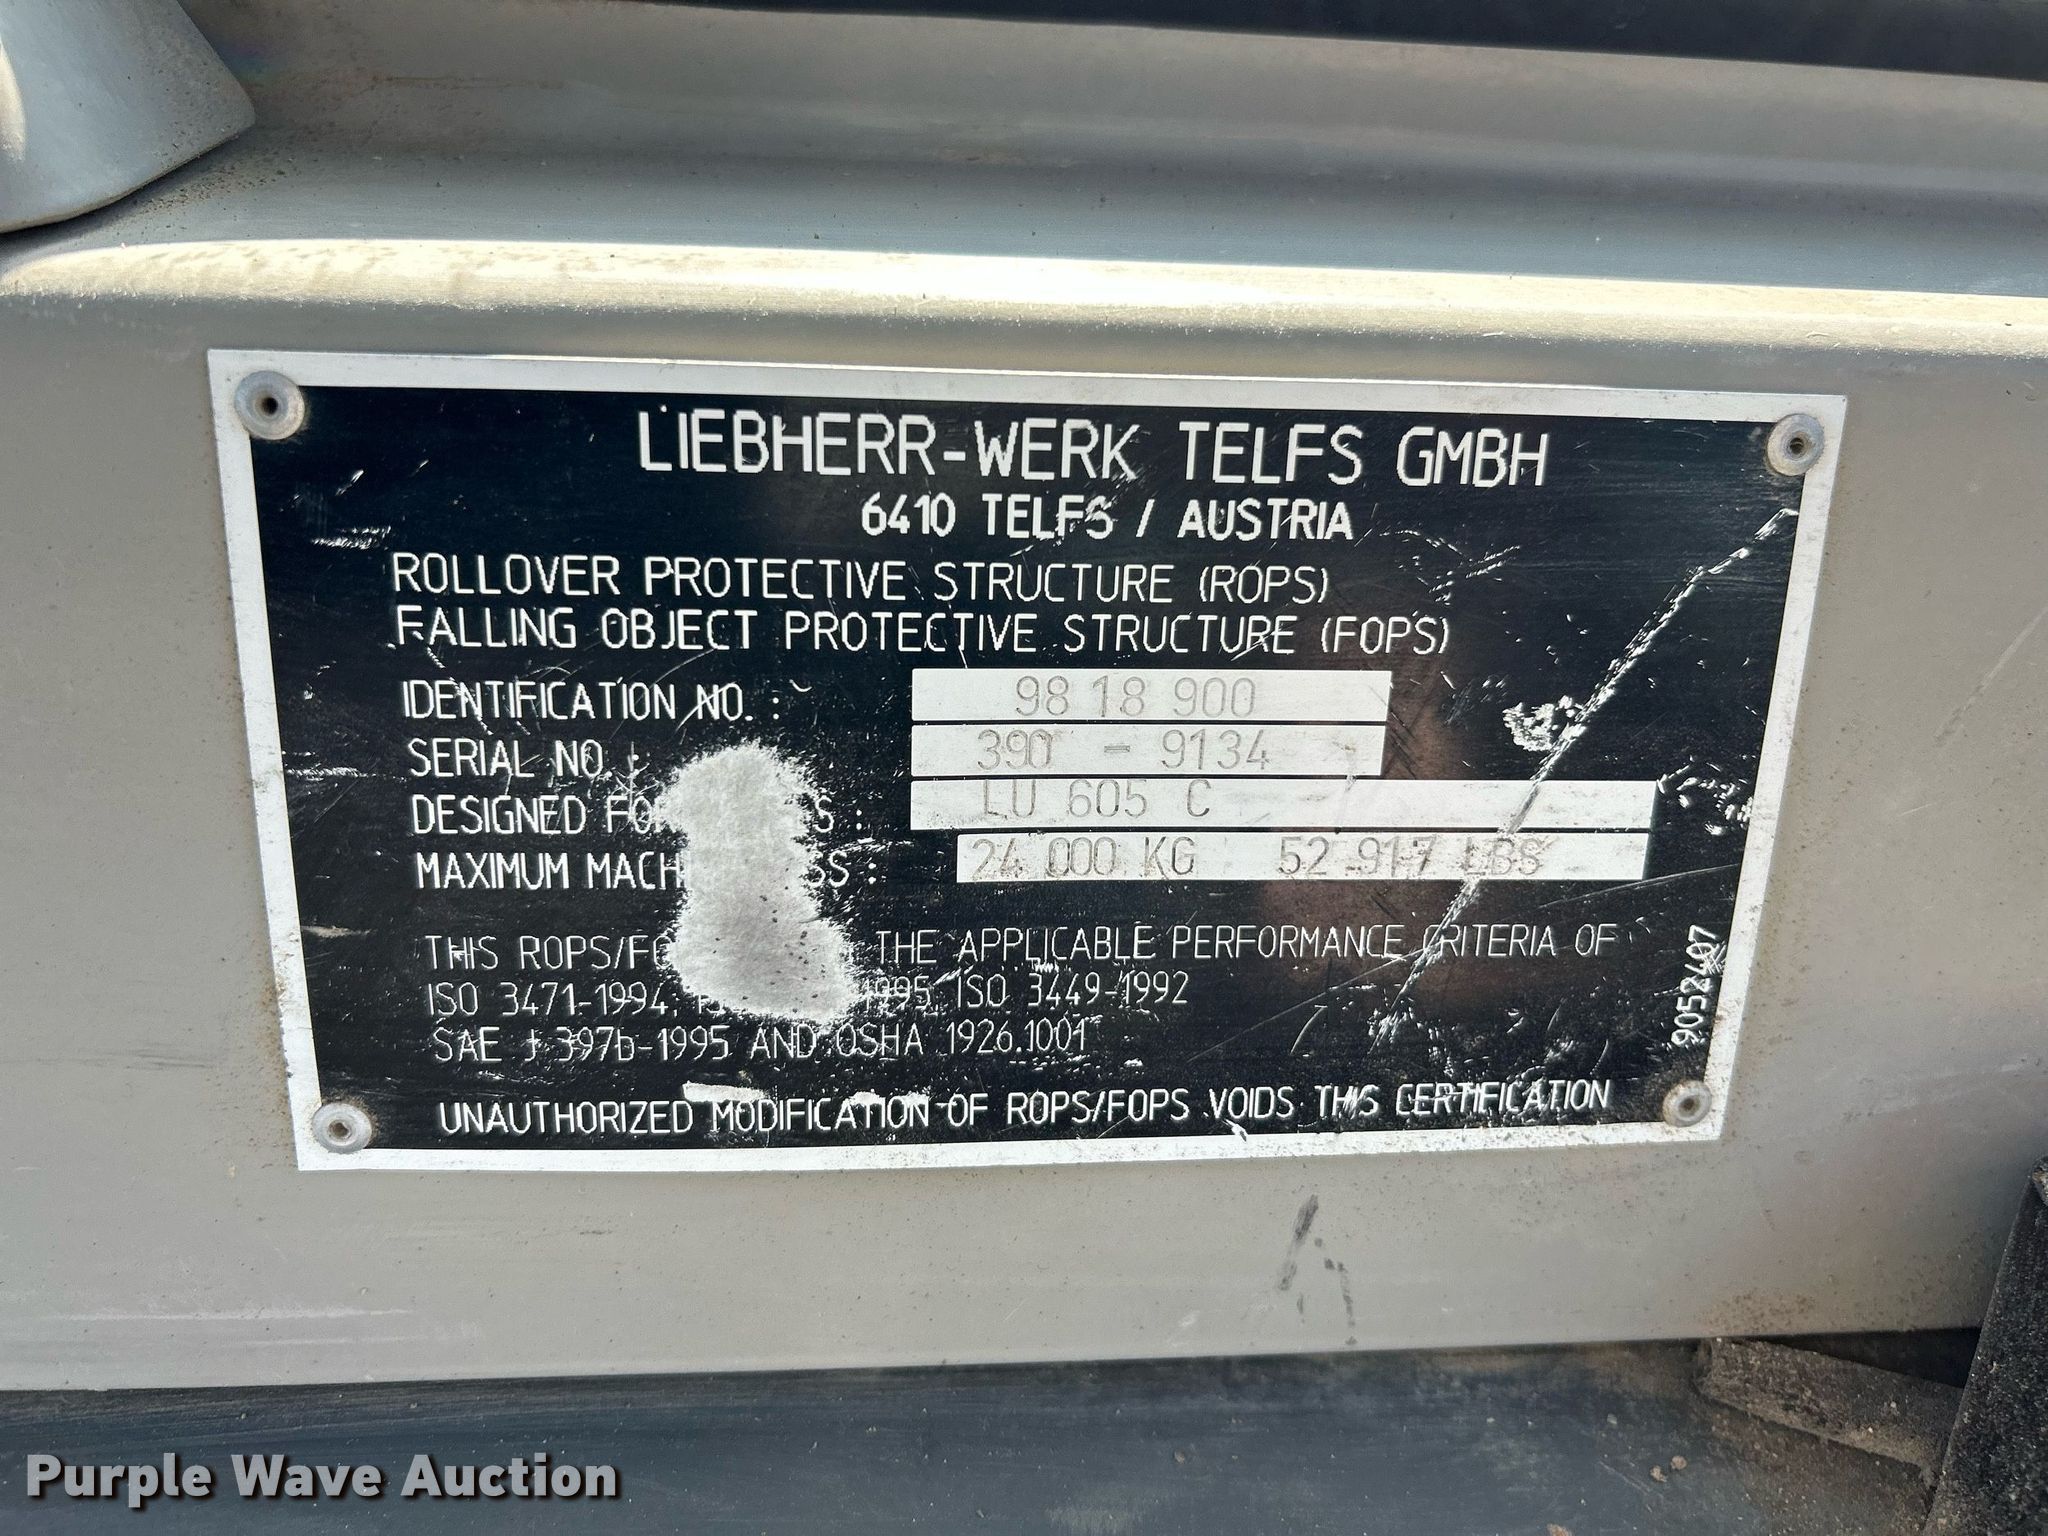 LIEBHERR-WERK TELFS GMBH
6410 TELFS / AUSTRIA
ROLLOVER PROTECTIVE STRUCTURE (ROPS)
FALLING OBJECT PROTECTIVE STRUCTURE (FOPS)
IDENTIFICATION NO. : 98 18 900
SERIAL NO. : 390 - 9134
DESIGNED : LU 605 C
MAXIMUM : 24 000 KG 52 917 LBS
THIS THE APPLICABLE PERFORMANCE CRITERIA OF
ISO 3471-1994, 1995, ISO 3449-1992
SAE J 397b-1995 AND OSHA 1926.1001
UNAUTHORIZED MODIFICATION OF ROPS/FOPS VOIDS THIS CERTIFICATION
9052407
Purple Wave Auction